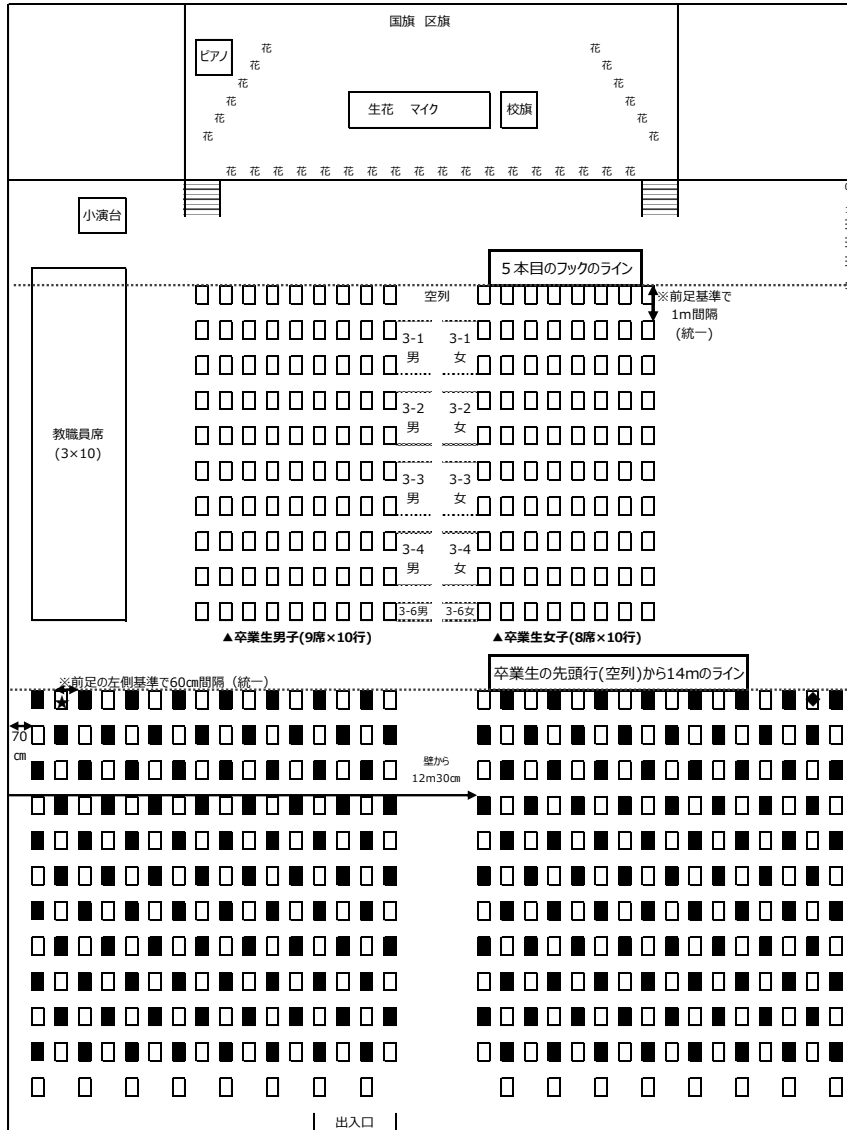 国旗 区旗
ピアノ
花
花
花
花
花
花
花
花
花
花
花
花
生花 マイク
校旗
花 花 花 花 花 花 花 花 花 花 花 花 花 花 花 花 花 花
小演台
5本目のフックのライン
空列
※前足基準で
1m間隔
(統一)
3-1
男
3-1
女
3-2
男
3-2
女
教職員席
(3×10)
3-3
男
3-3
女
3-4
男
3-4
女
3-6男
3-6女
▲卒業生男子(9席×10行)
▲卒業生女子(8席×10行)
卒業生の先頭行(空列)から14mのライン
※前足の左側基準で60㎝間隔（統一）
★
◆
70
㎝
壁から
12m30㎝
出入口